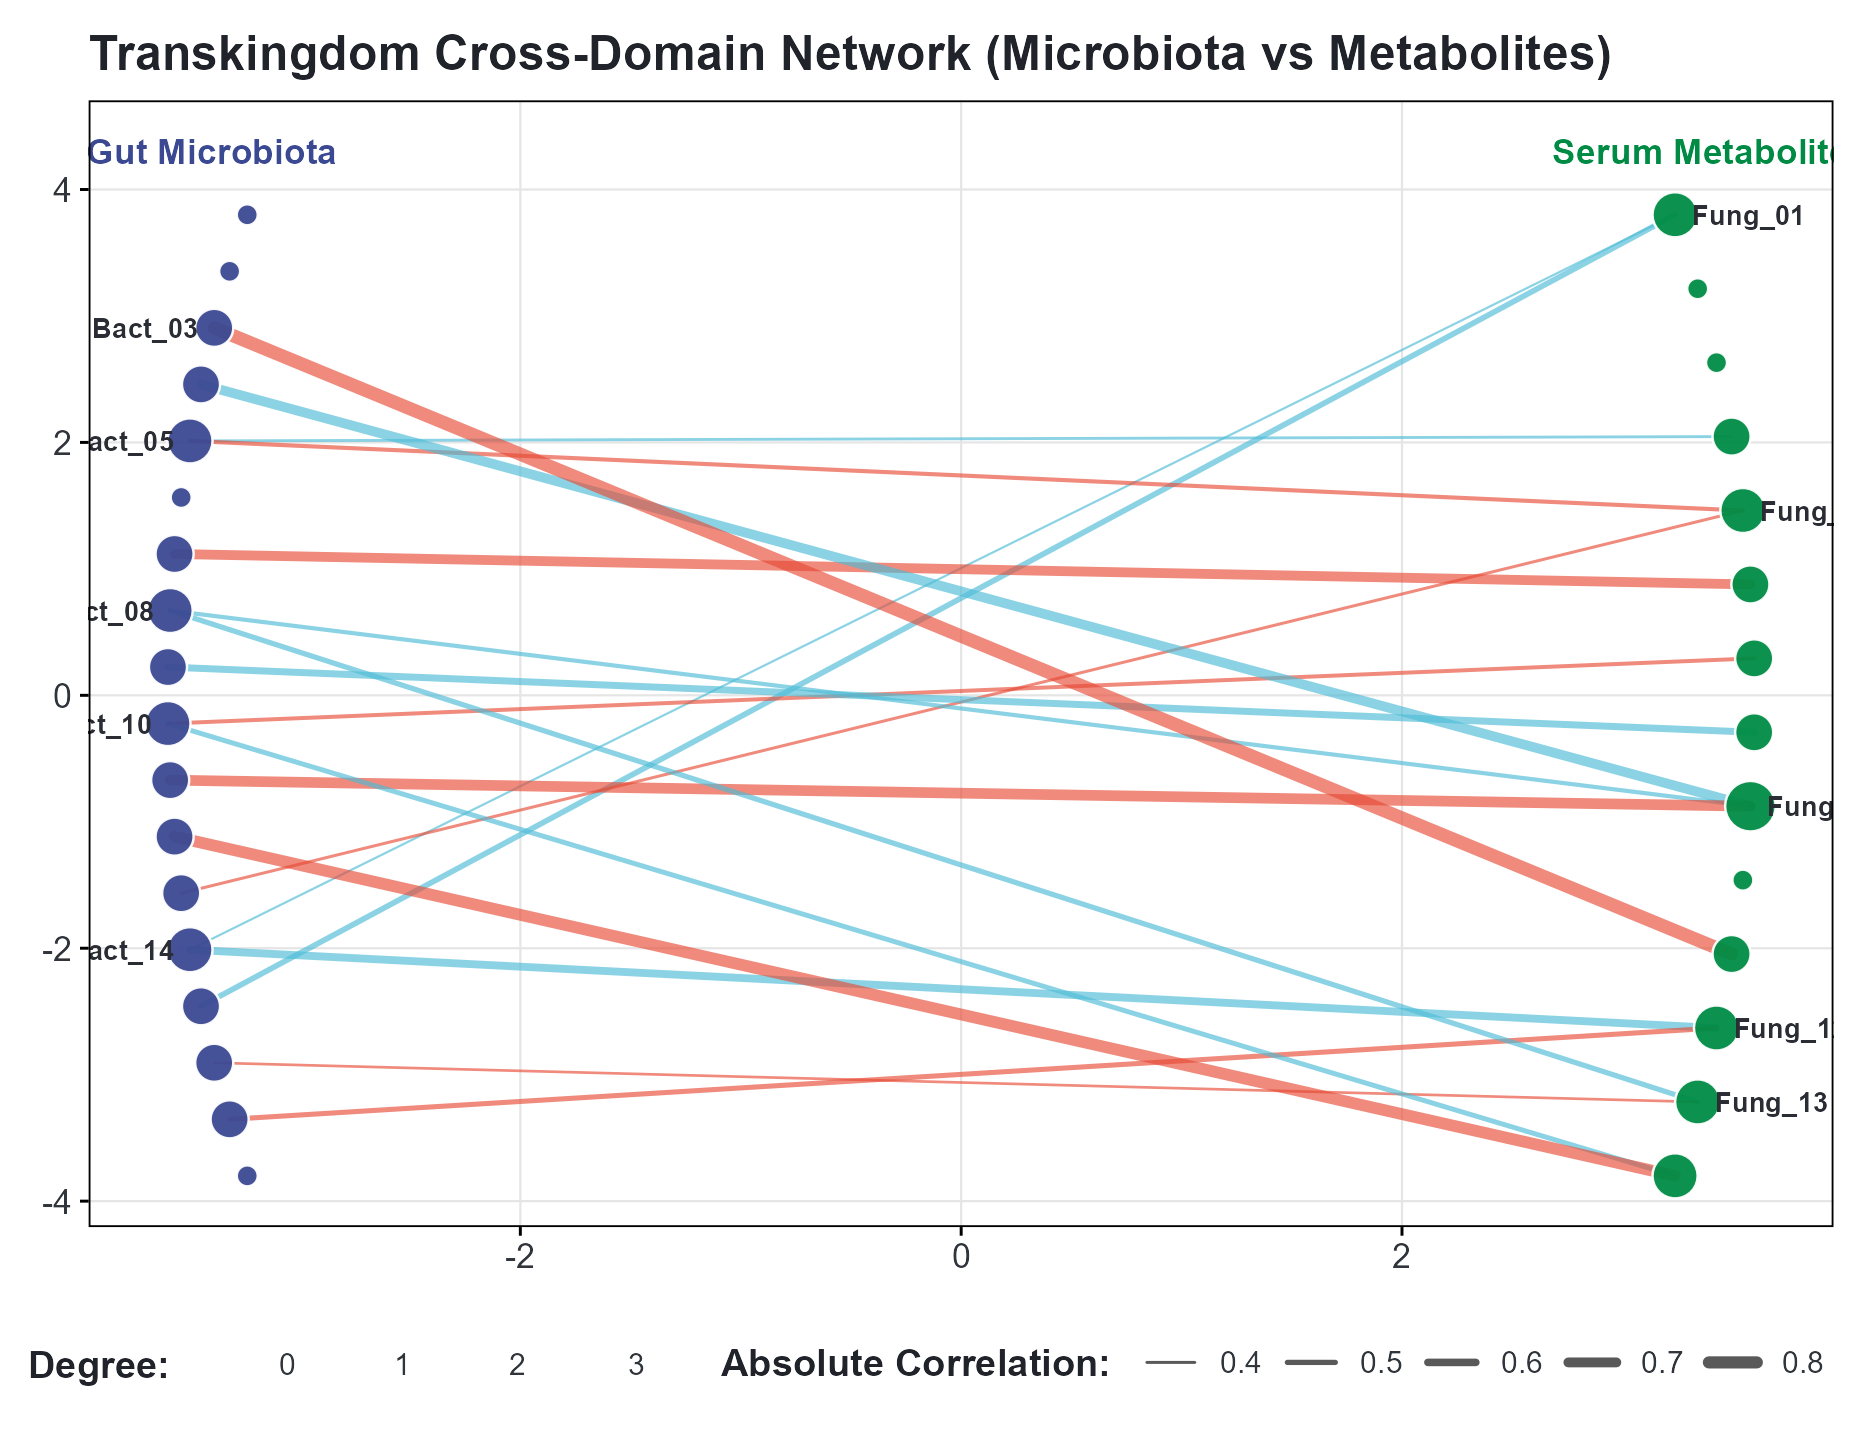 Transkingdom Cross-Domain Network (Microbiota vs Metabolites)
Gut Microbiota
Serum Metabolit
4
Fung_01
Bact_03
2
act_05
Fung_
ct_08
0
ct_10
Fung
-2
act_14
Fung_1
Fung_13
-4
-2
0
2
Degree:
0
1
2
3
Absolute Correlation:
0.4
0.5
0.6
0.7
0.8